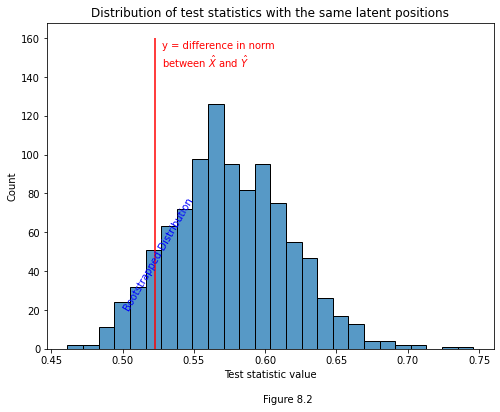 Distribution of test statistics with the same latent positions
160
140
120
100
80
60
40
20
0
Count
y = difference in norm
between X̂ and Ŷ
Bootstrapped Distribution
0.45 0.50 0.55 0.60 0.65 0.70 0.75
Test statistic value
Figure 8.2